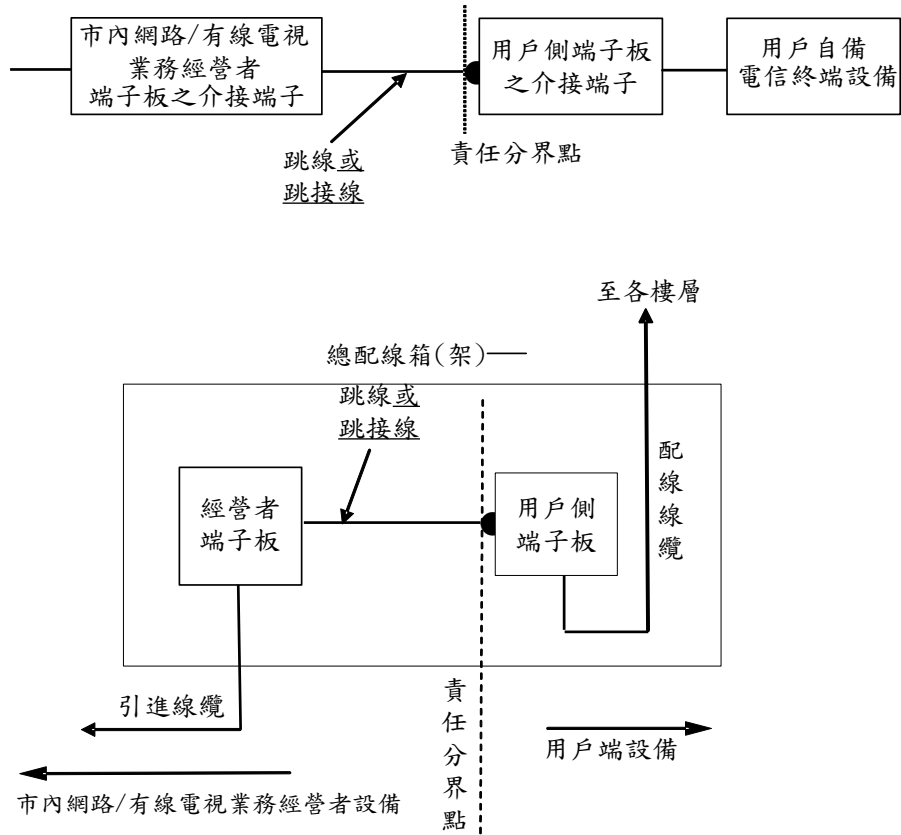 市內網路/有線電視
業務經營者
端子板之介接端子
用戶側端子板
之介接端子
用戶自備
電信終端設備
跳線或
跳接線
責任分界點
至各樓層
總配線箱(架)
跳線或
跳接線
經營者
端子板
用戶側
端子板
配線線纜
引進線纜
責任分界點
用戶端設備
市內網路/有線電視業務經營者設備